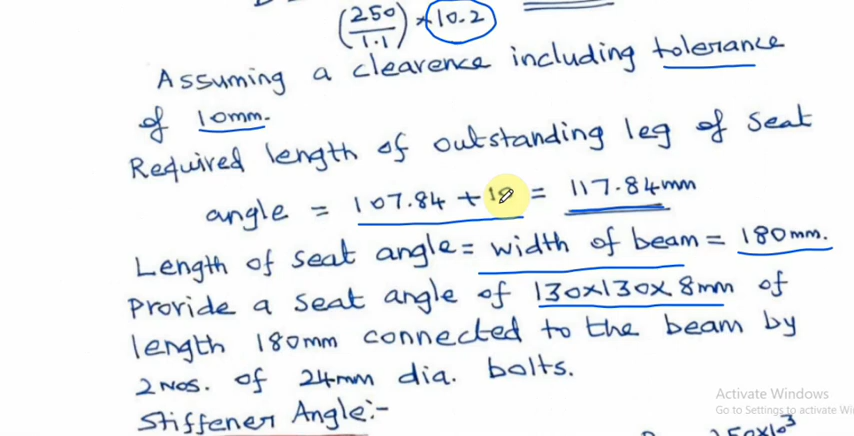 (250/1.1) × 10.2
Assuming a clearence including tolerance
of 10mm.
Required length of outstanding leg of seat
angle = 107.84 + 10 = 117.84mm
Length of seat angle = width of beam = 180mm.
Provide a seat angle of 130×130×8mm of
length 180mm connected to the beam by
2 Nos. of 24mm dia. bolts.
Activate Windows
Go to Settings to activate Wi
Stiffener Angle:-